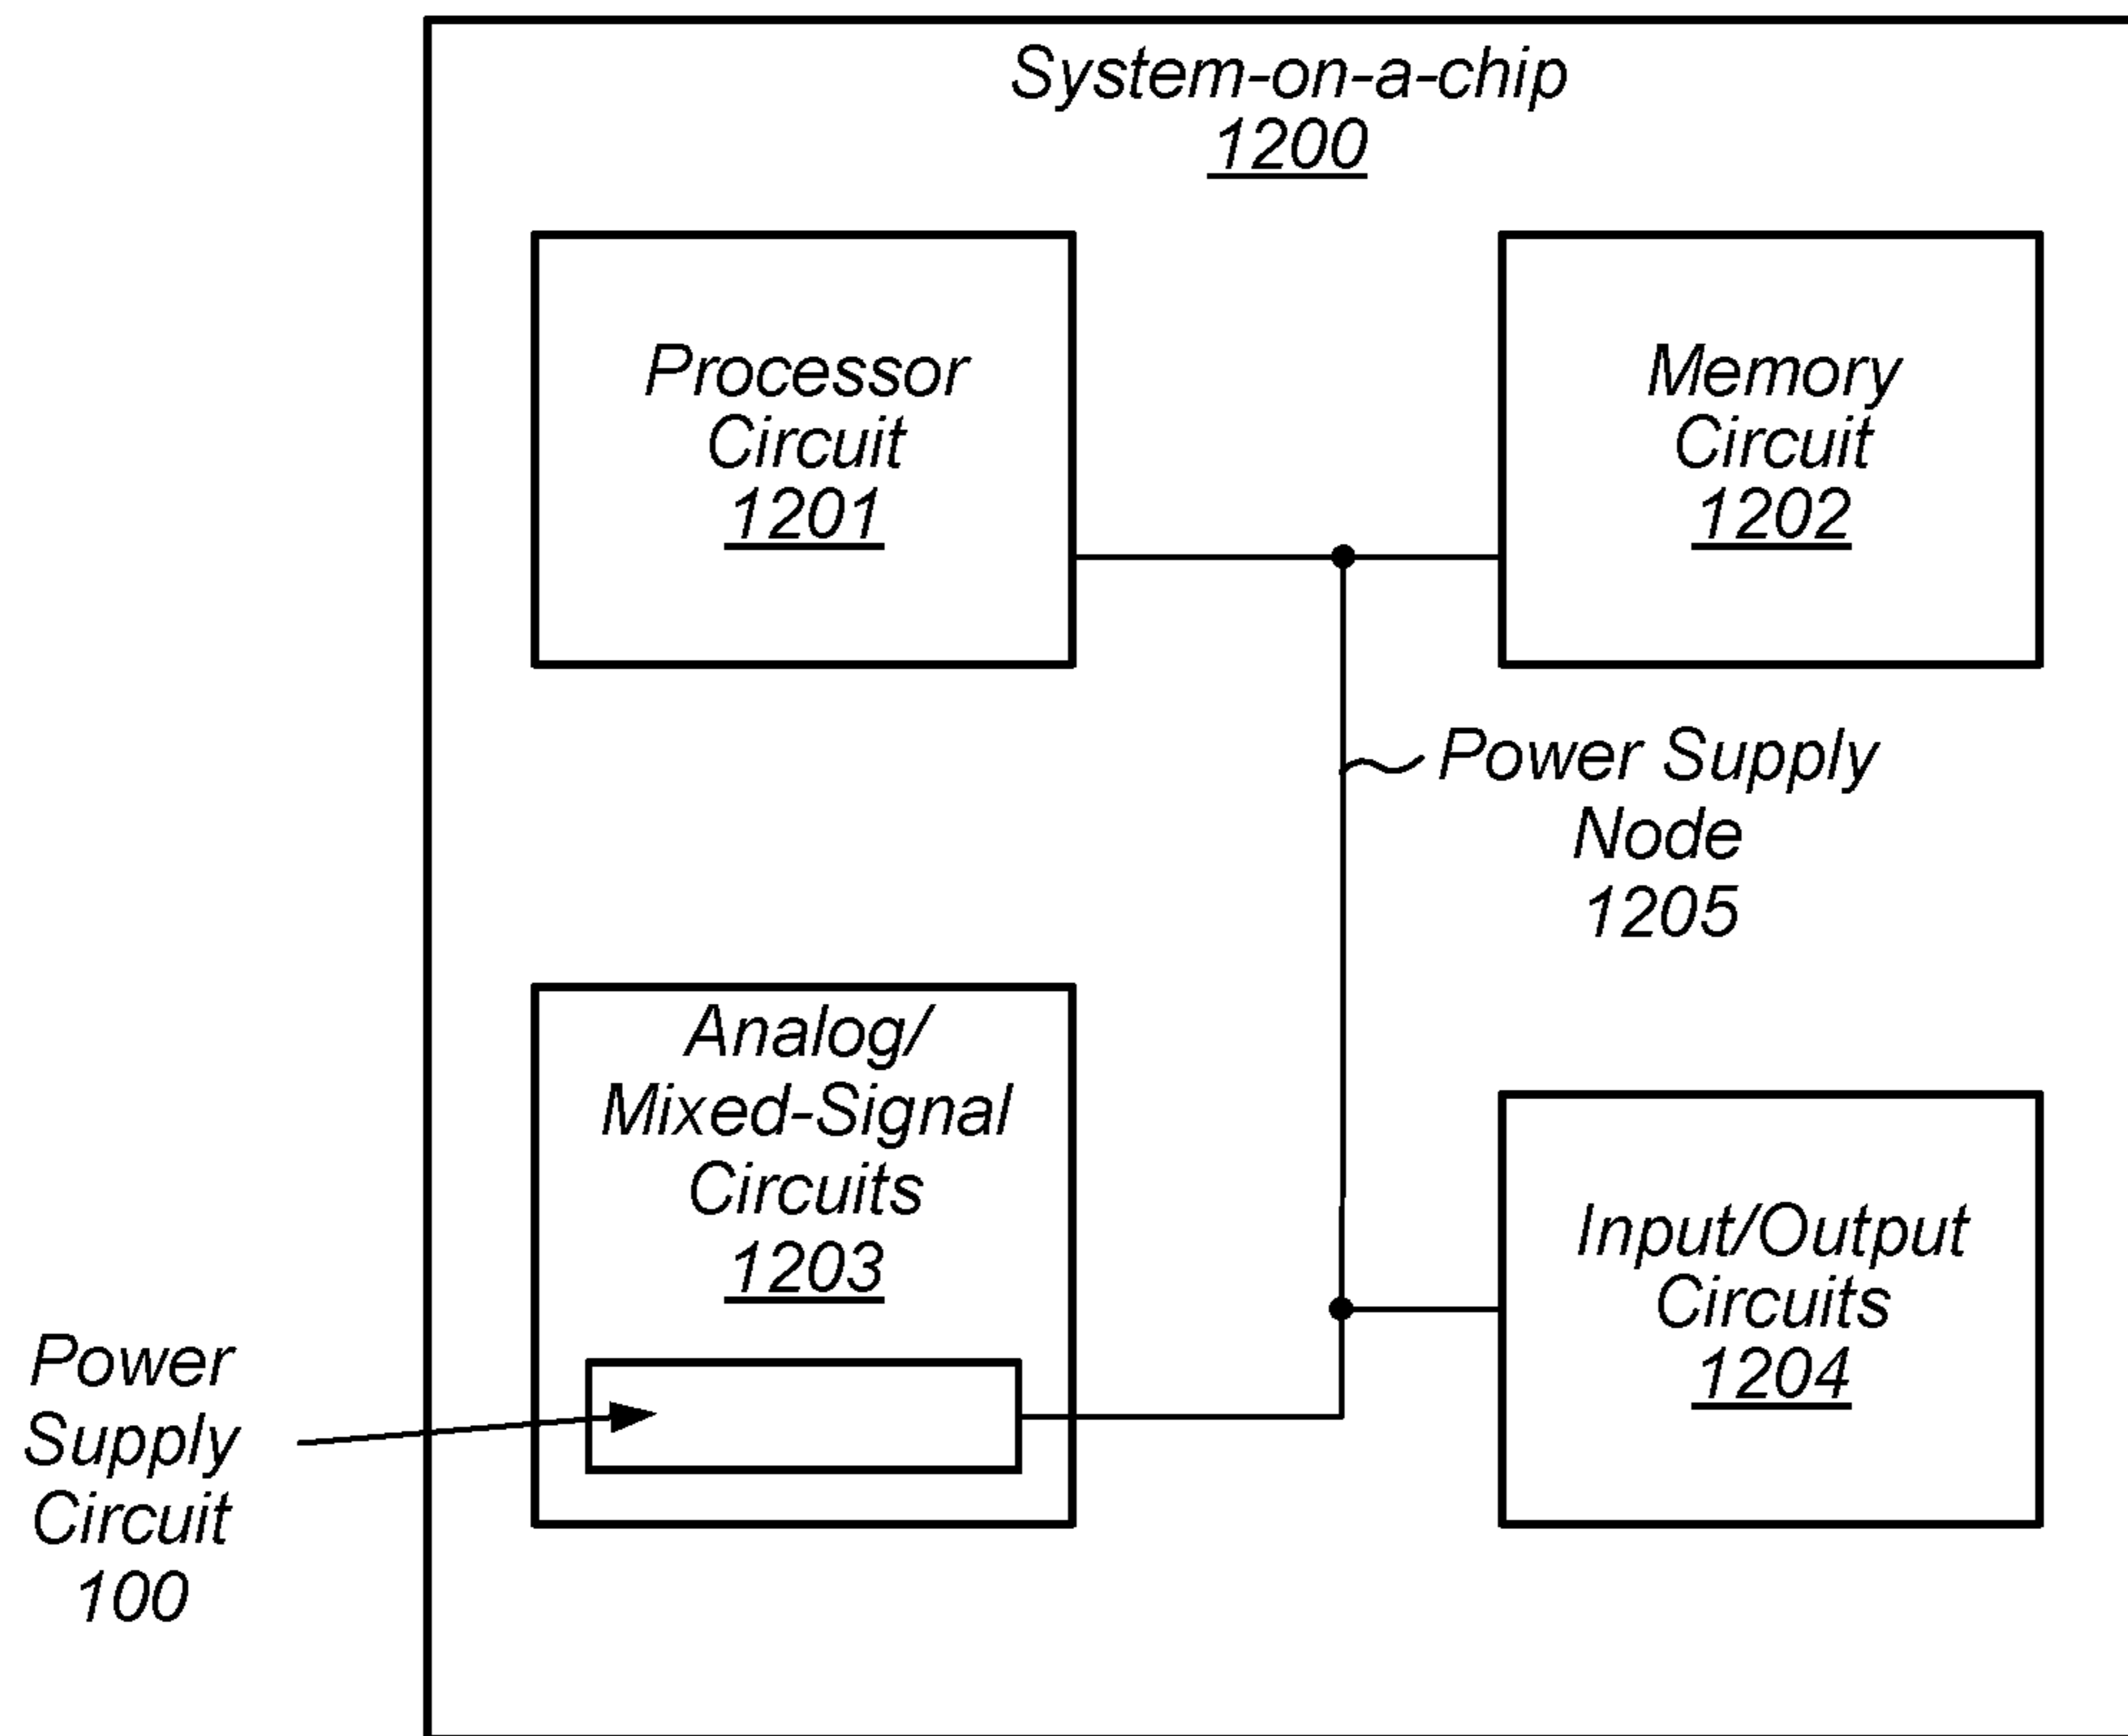 System-on-a-chip
1200
Processor
Circuit
1201
Memory
Circuit
1202
Power Supply
Node
1205
Analog/
Mixed-Signal
Circuits
1203
Input/Output
Circuits
1204
Power
Supply
Circuit
100